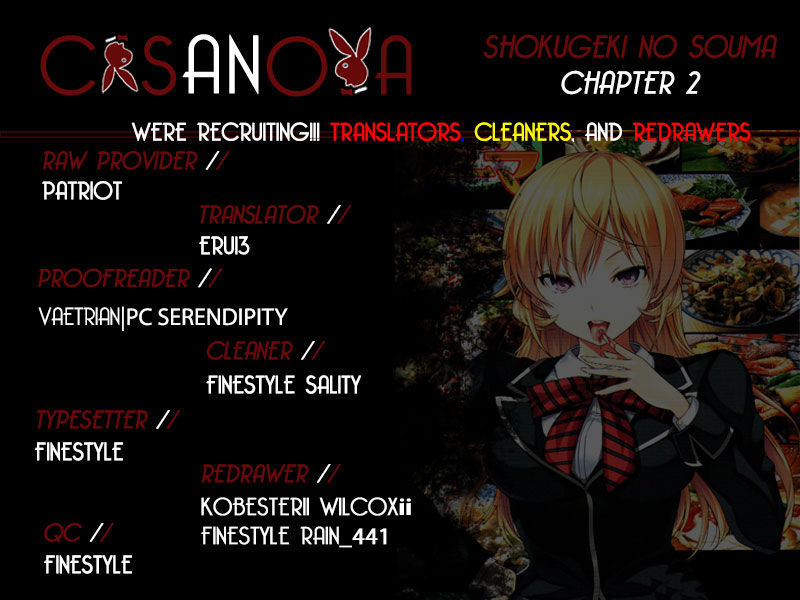 CASANOVA
SHOKUGEKI NO SOUMA
CHAPTER 2
WERE RECRUITING!!! TRANSLATORS, CLEANERS, AND REDRAWERS
RAW PROVIDER //
PATRIOT
TRANSLATOR //
ERUI3
PROOFREADER //
VAETRIAN|PC SERENDIPITY
CLEANER //
FINESTYLE SALITY
TYPESETTER //
FINESTYLE
REDRAWER //
KOBESTERII WILCOXii
FINESTYLE RAIN_441
QC //
FINESTYLE